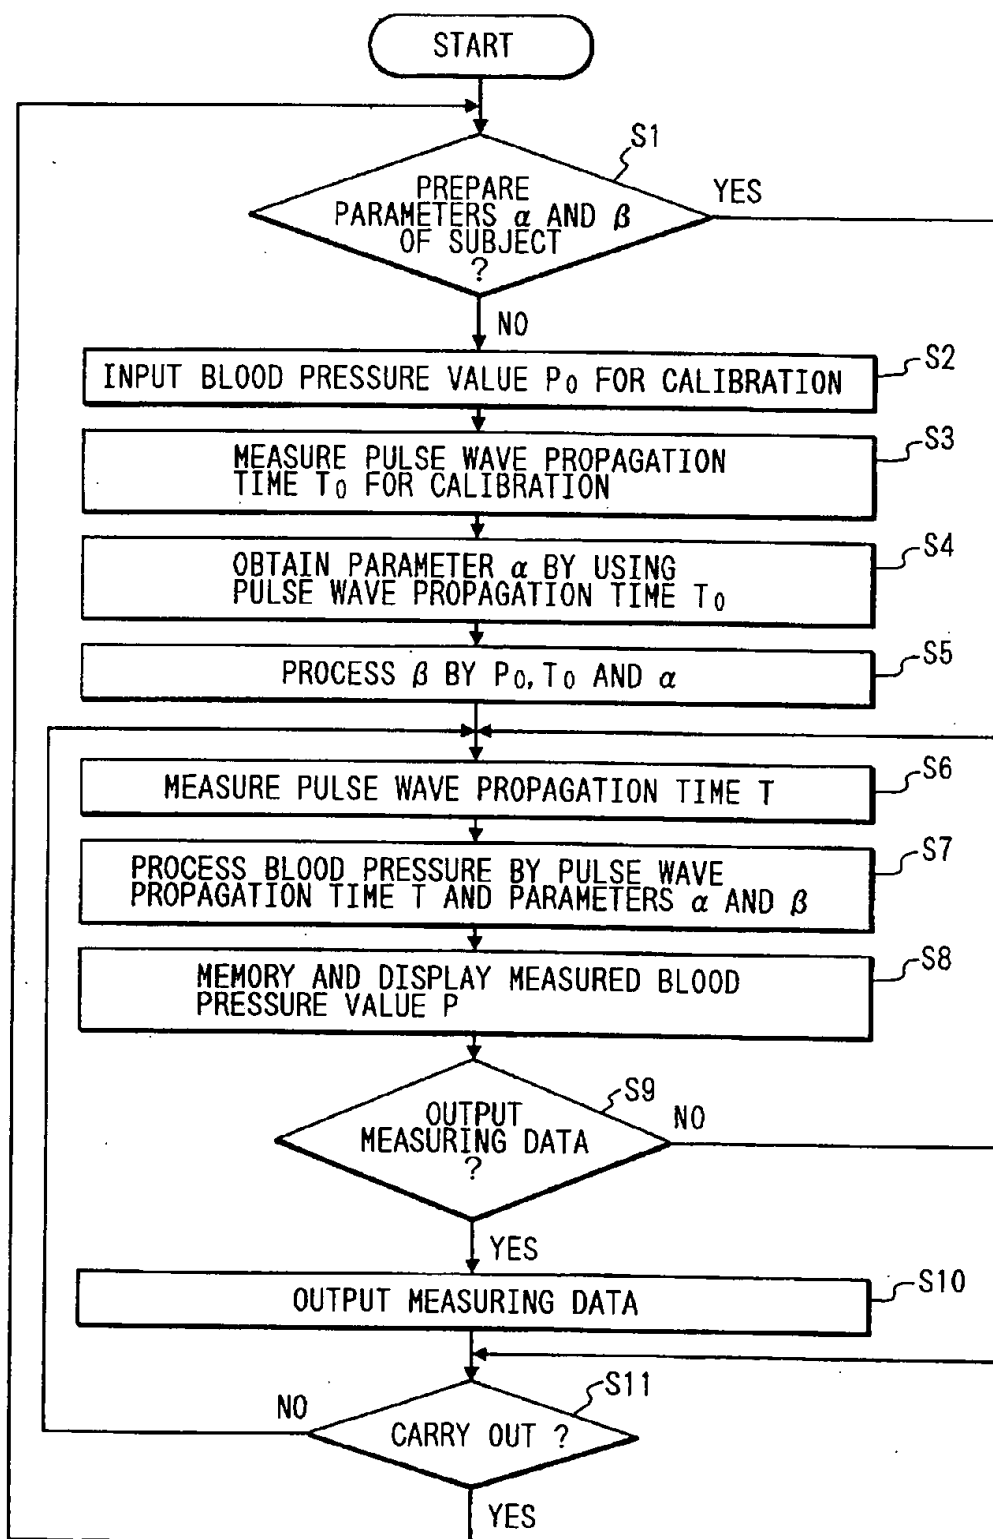 START
S1
PREPARE
PARAMETERS α AND β
OF SUBJECT
?
YES
NO
S2
INPUT BLOOD PRESSURE VALUE P0 FOR CALIBRATION
S3
MEASURE PULSE WAVE PROPAGATION
TIME T0 FOR CALIBRATION
S4
OBTAIN PARAMETER α BY USING
PULSE WAVE PROPAGATION TIME T0
S5
PROCESS β BY P0, T0 AND α
S6
MEASURE PULSE WAVE PROPAGATION TIME T
S7
PROCESS BLOOD PRESSURE BY PULSE WAVE
PROPAGATION TIME T AND PARAMETERS α AND β
S8
MEMORY AND DISPLAY MEASURED BLOOD
PRESSURE VALUE P
S9
OUTPUT
MEASURING DATA
?
NO
YES
S10
OUTPUT MEASURING DATA
S11
NO
CARRY OUT ?
YES